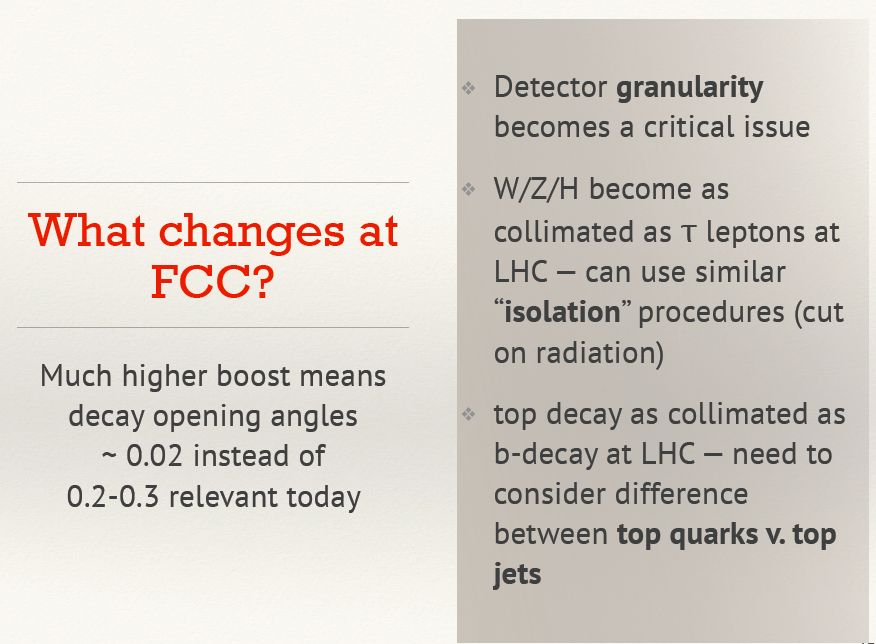 What changes at
FCC?
Much higher boost means
decay opening angles
~ 0.02 instead of
0.2-0.3 relevant today
❖ Detector granularity
becomes a critical issue
❖ W/Z/H become as
collimated as τ leptons at
LHC — can use similar
“isolation” procedures (cut
on radiation)
❖ top decay as collimated as
b-decay at LHC — need to
consider difference
between top quarks v. top
jets